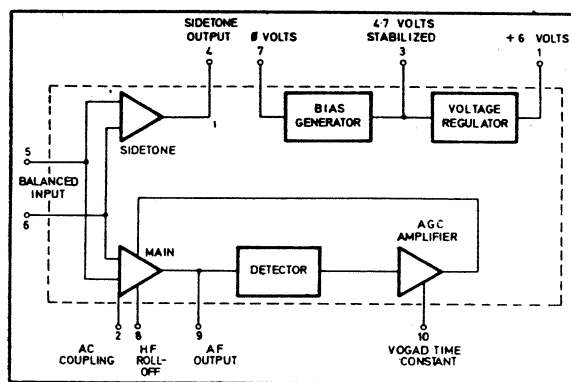 SIDETONE
OUTPUT
4
0 VOLTS
7
4·7 VOLTS
STABILIZED
3
+6 VOLTS
1
BIAS
GENERATOR
VOLTAGE
REGULATOR
SIDETONE
5
BALANCED
INPUT
6
MAIN
DETECTOR
AGC
AMPLIFIER
2
AC
COUPLING
8
HF
ROLL-
OFF
9
AF
OUTPUT
10
VOGAD TIME
CONSTANT